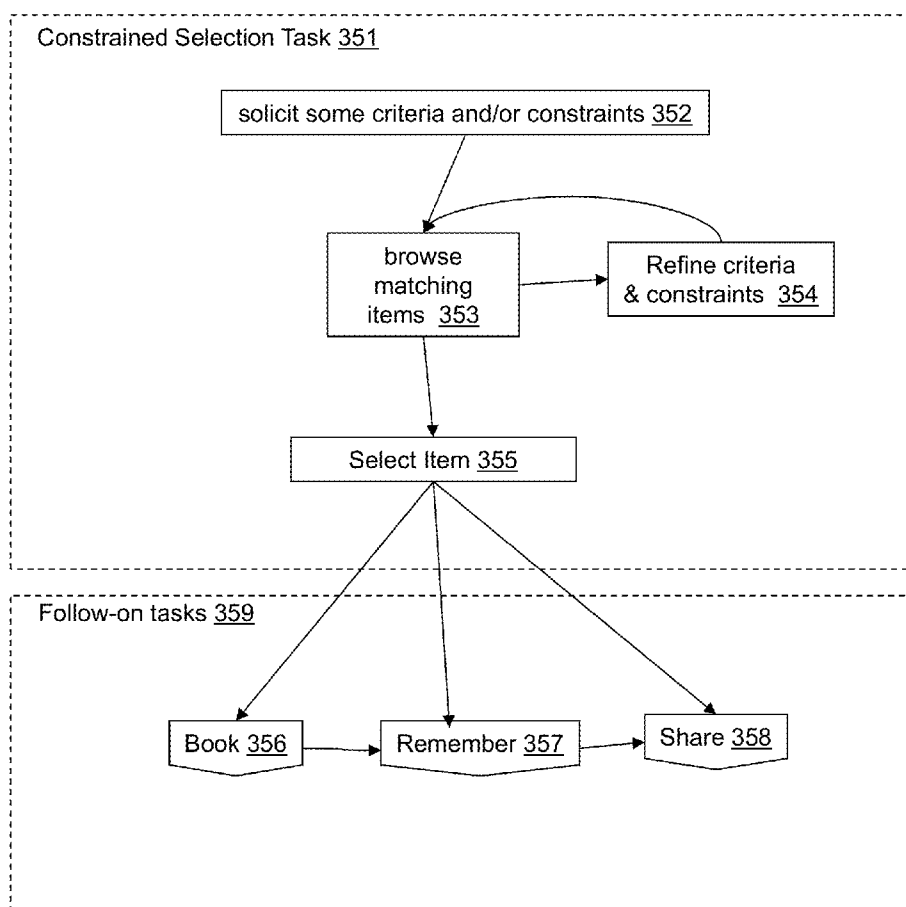 Constrained Selection Task 351
solicit some criteria and/or constraints 352
browse
matching
items 353
Refine criteria
& constraints 354
Select Item 355
Follow-on tasks 359
Book 356
Remember 357
Share 358